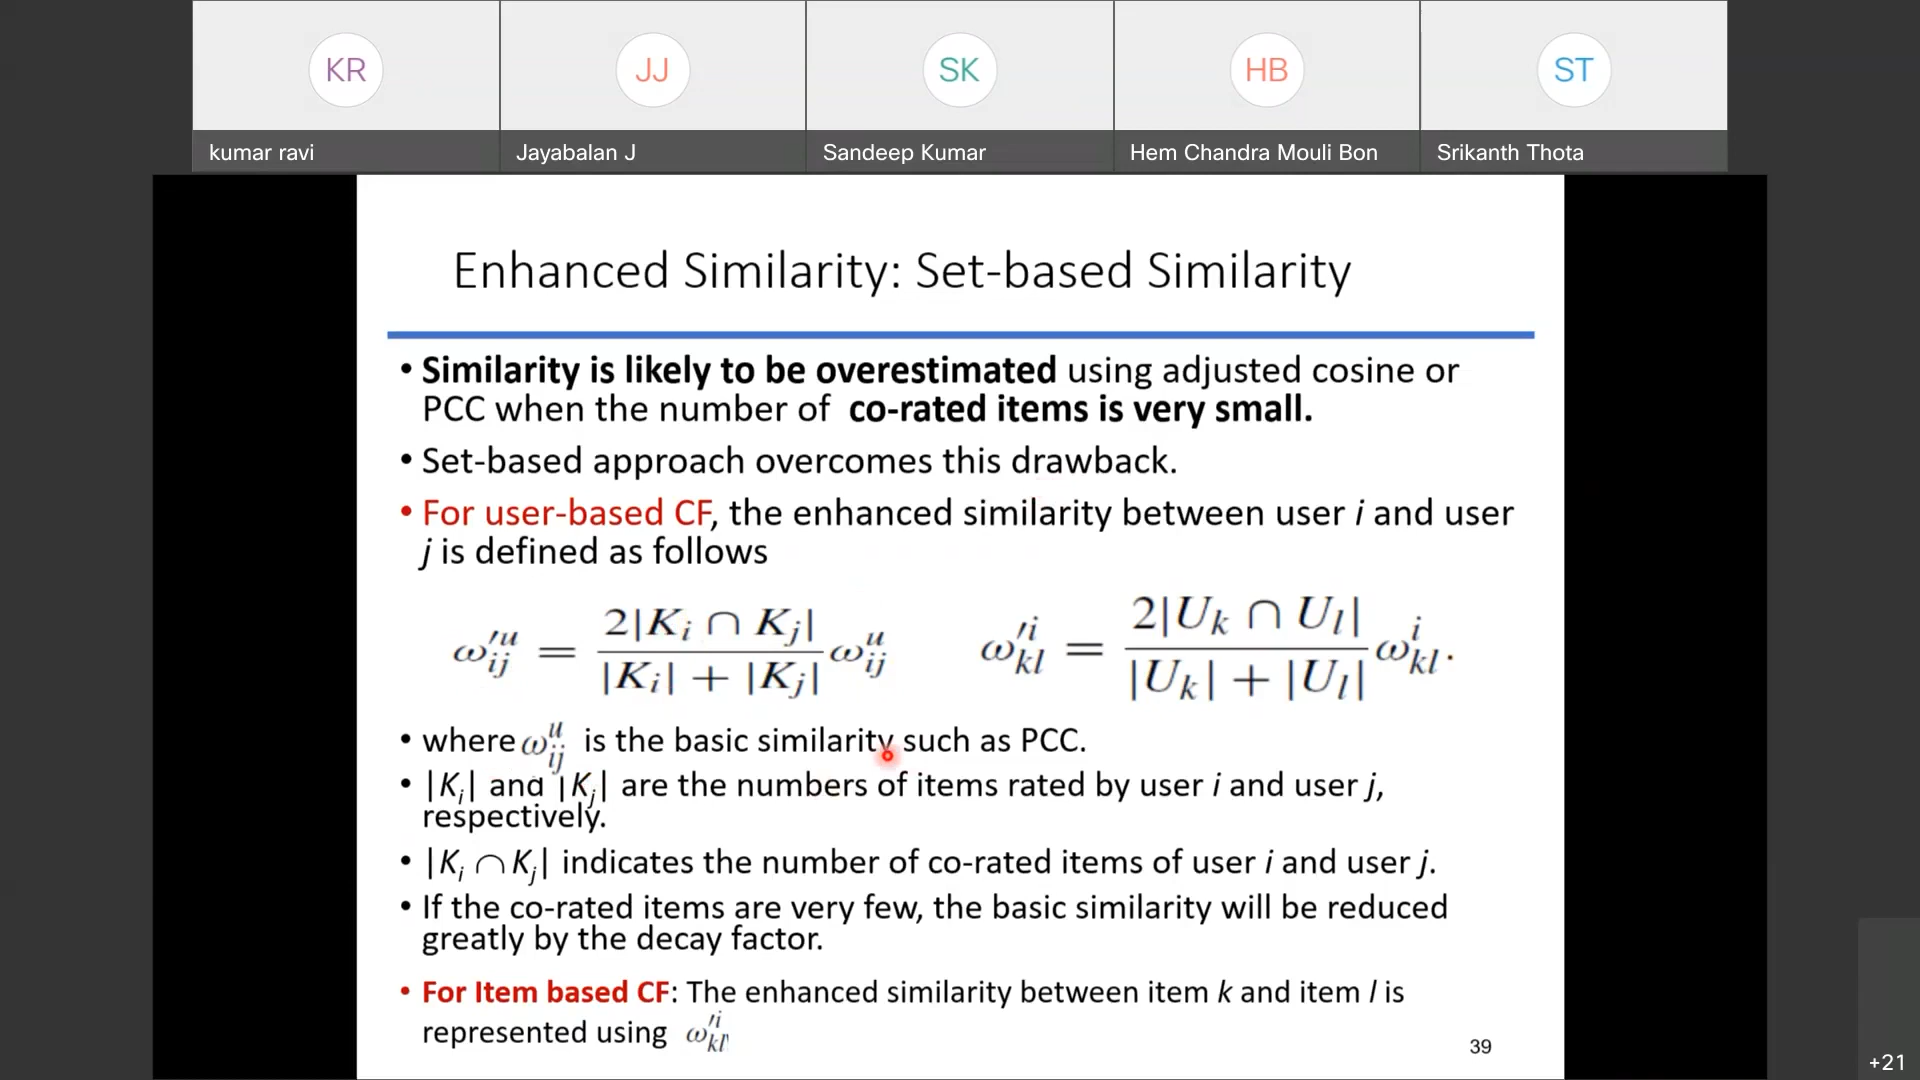 KR
JJ
SK
HB
ST
kumar ravi
Jayabalan J
Sandeep Kumar
Hem Chandra Mouli Bon
Srikanth Thota
Enhanced Similarity: Set-based Similarity
• Similarity is likely to be overestimated using adjusted cosine or
PCC when the number of co-rated items is very small.
• Set-based approach overcomes this drawback.
• For user-based CF, the enhanced similarity between user i and user
j is defined as follows
ω′ᵘᵢⱼ = 2|Kᵢ ∩ Kⱼ| / (|Kᵢ| + |Kⱼ|) ωᵘᵢⱼ
ω′ⁱₖₗ = 2|Uₖ ∩ Uₗ| / (|Uₖ| + |Uₗ|) ωⁱₖₗ.
• where ωᵘᵢⱼ is the basic similarity such as PCC.
• |Kᵢ| and |Kⱼ| are the numbers of items rated by user i and user j,
respectively.
• |Kᵢ ∩ Kⱼ| indicates the number of co-rated items of user i and user j.
• If the co-rated items are very few, the basic similarity will be reduced
greatly by the decay factor.
• For Item based CF: The enhanced similarity between item k and item l is
represented using ω′ⁱₖₗ
39
+21